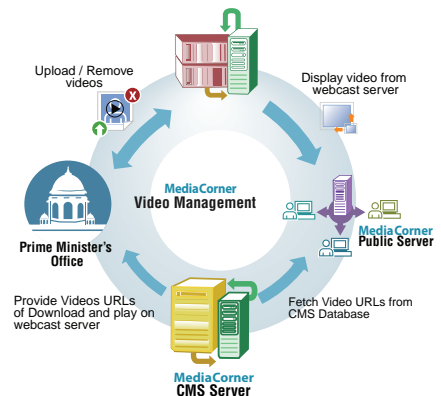 Upload / Remove
videos
X
Display video from
webcast server
MediaCorner
Video Management
Prime Minister's
Office
MediaCorner
Public Server
Provide Videos URLs
of Download and play on
webcast server
Fetch Video URLs from
CMS Database
MediaCorner
CMS Server